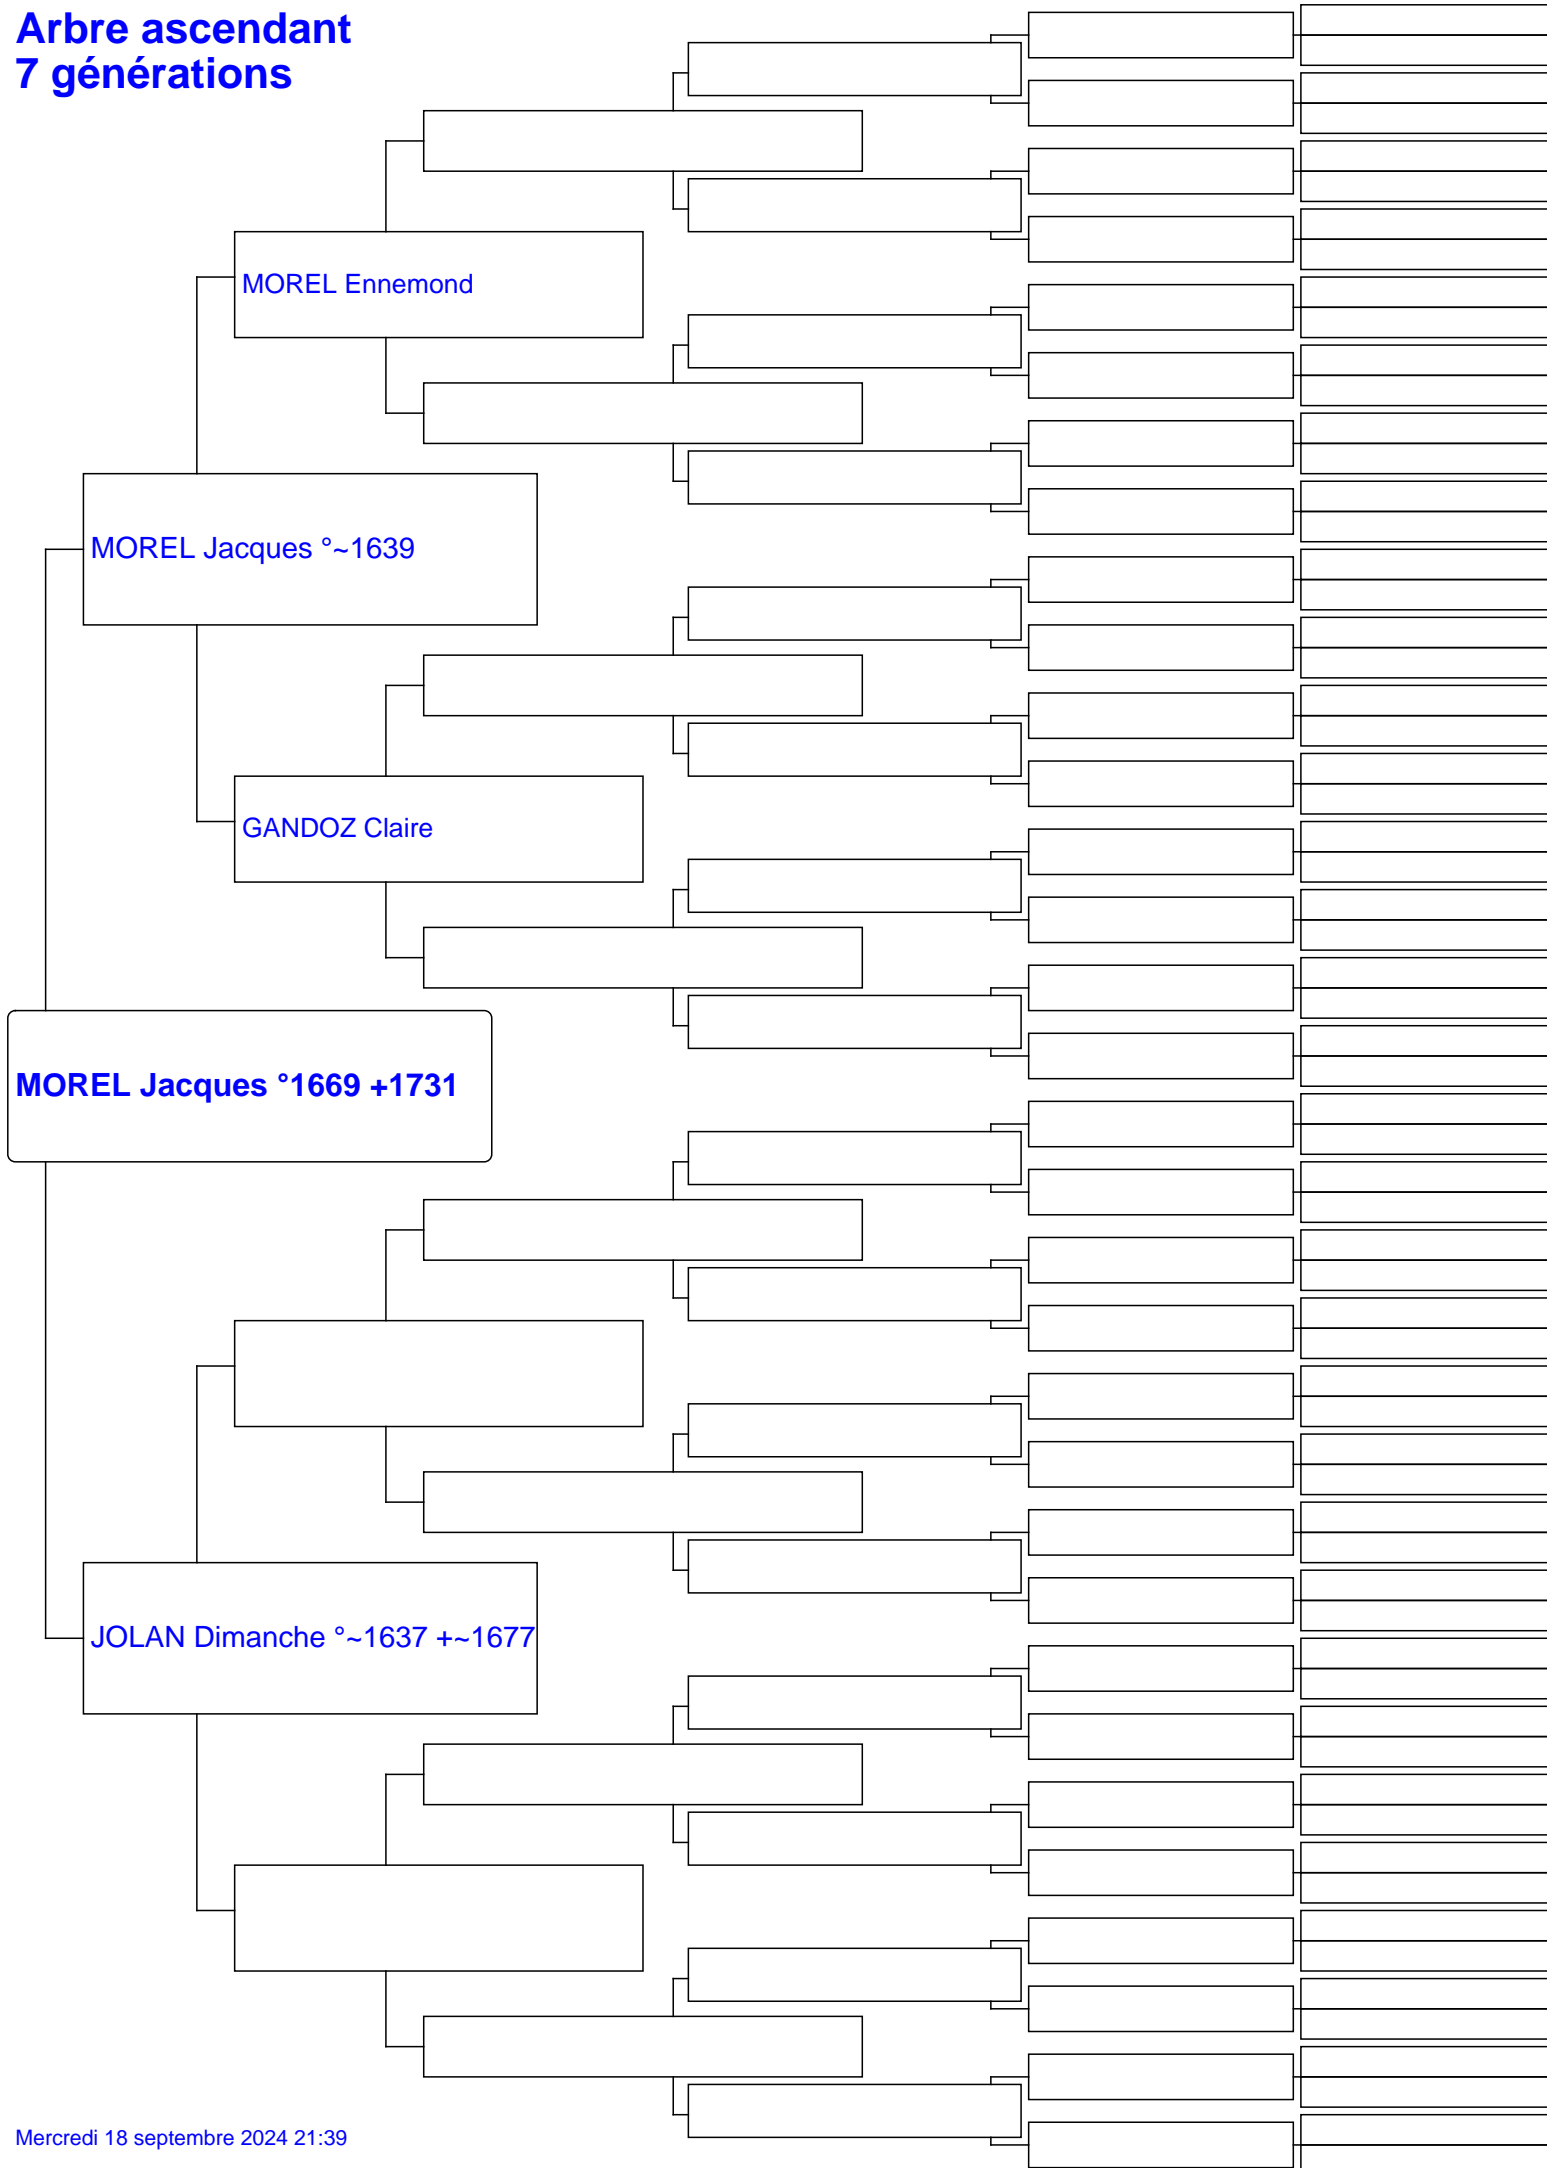 Arbre ascendant
7 générations
MOREL Ennemond
MOREL Jacques °~1639
GANDOZ Claire
MOREL Jacques °1669 +1731
JOLAN Dimanche °~1637 +~1677
Mercredi 18 septembre 2024 21:39